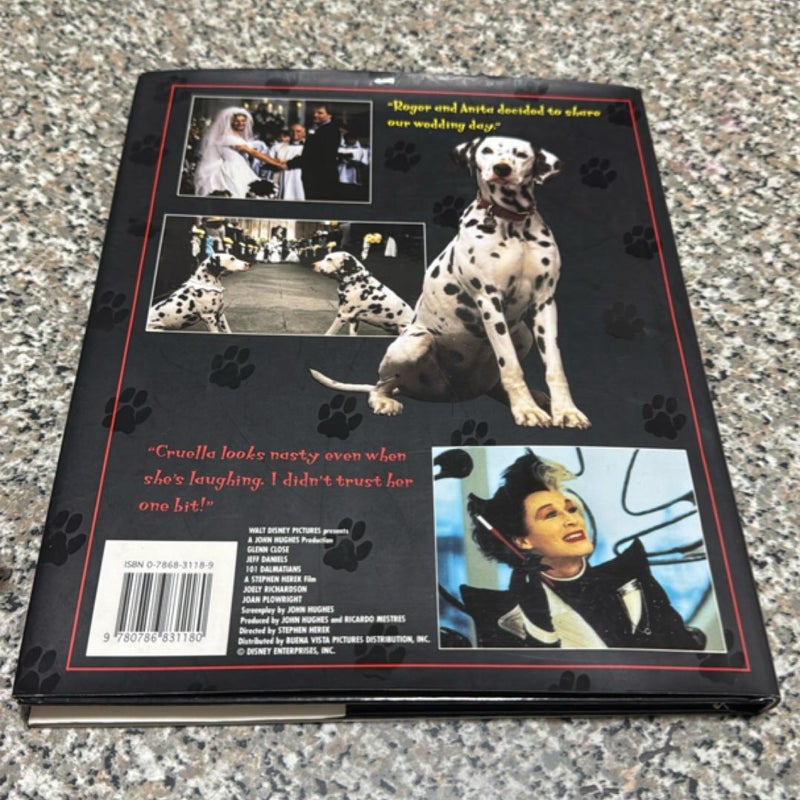 "Roger and Anita decided to share
our wedding day."
"Cruella looks nasty even when
she's laughing. I didn't trust her
one bit!"
WALT DISNEY PICTURES presents
A JOHN HUGHES Production
GLENN CLOSE
JEFF DANIELS
101 DALMATIANS
A STEPHEN HEREK Film
JOELY RICHARDSON
JOAN PLOWRIGHT
Screenplay by JOHN HUGHES
Produced by JOHN HUGHES and RICARDO MESTRES
Directed by STEPHEN HEREK
Distributed by BUENA VISTA PICTURES DISTRIBUTION, INC.
© DISNEY ENTERPRISES, INC.
ISBN 0-7868-3118-9
9 780786 831180